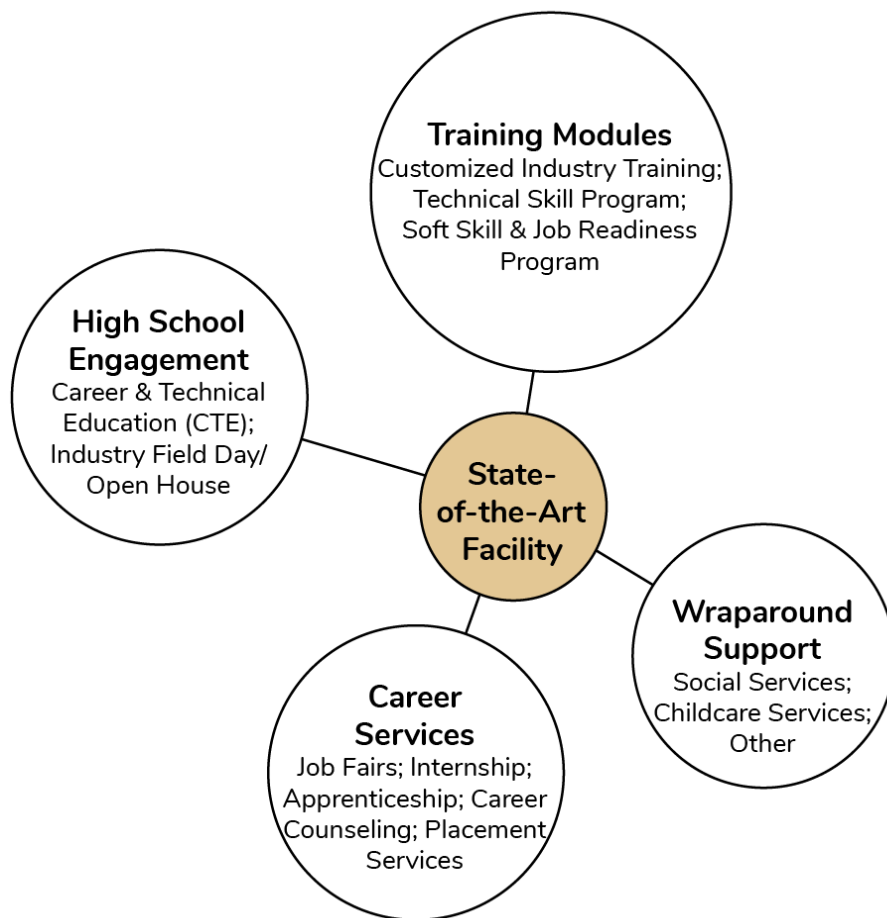 Training Modules
Customized Industry Training;
Technical Skill Program;
Soft Skill & Job Readiness
Program
High School
Engagement
Career & Technical
Education (CTE);
Industry Field Day/
Open House
State-
of-the-Art
Facility
Wraparound
Support
Social Services;
Childcare Services;
Other
Career
Services
Job Fairs; Internship;
Apprenticeship; Career
Counseling; Placement
Services